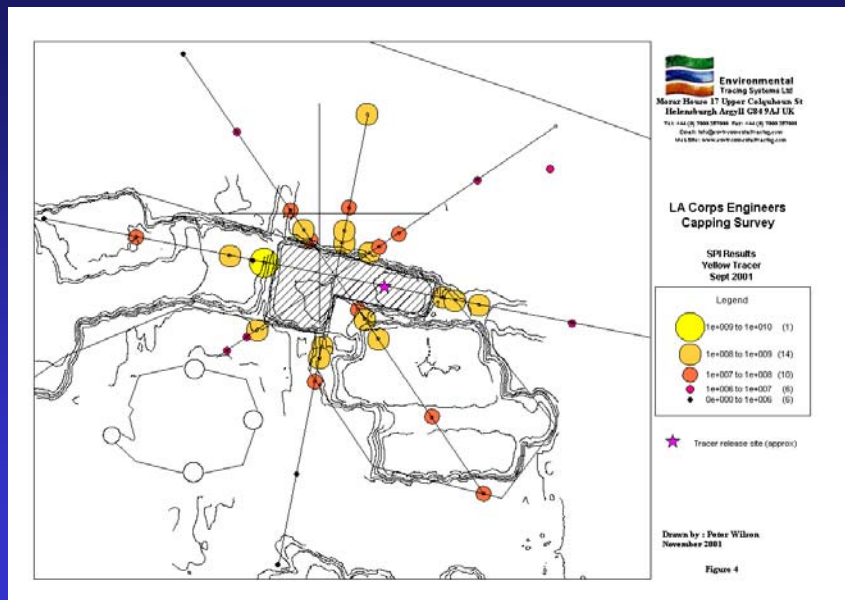 Environmental
Tracing Systems Ltd
Morar House 17 Upper Colquhoun St
Helensburgh Argyll G84 9AJ UK
LA Corps Engineers
Capping Survey
SPI Results
Yellow Tracer
Sept 2001
Legend
1e+009 to 1e+010 (1)
1e+008 to 1e+009 (14)
1e+007 to 1e+008 (10)
1e+006 to 1e+007 (6)
0e+000 to 1e+006
Tracer release site (approx)
Drawn by : Peter Wilson
November 2001
Figure 4